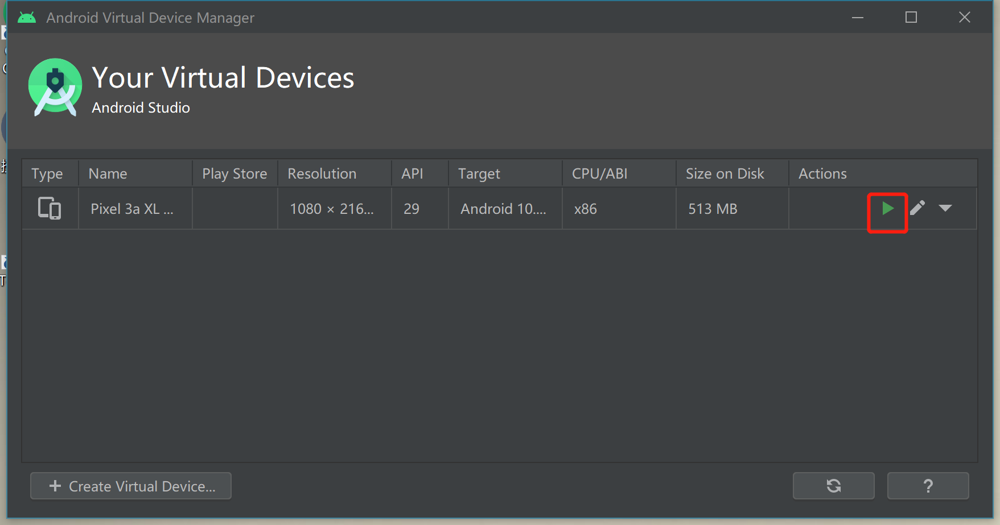 Android Virtual Device Manager
Your Virtual Devices
Android Studio
Type Name Play Store Resolution API Target CPU/ABI Size on Disk Actions
Pixel 3a XL ... 1080 × 216... 29 Android 10.... x86 513 MB
T
+ Create Virtual Device... ?